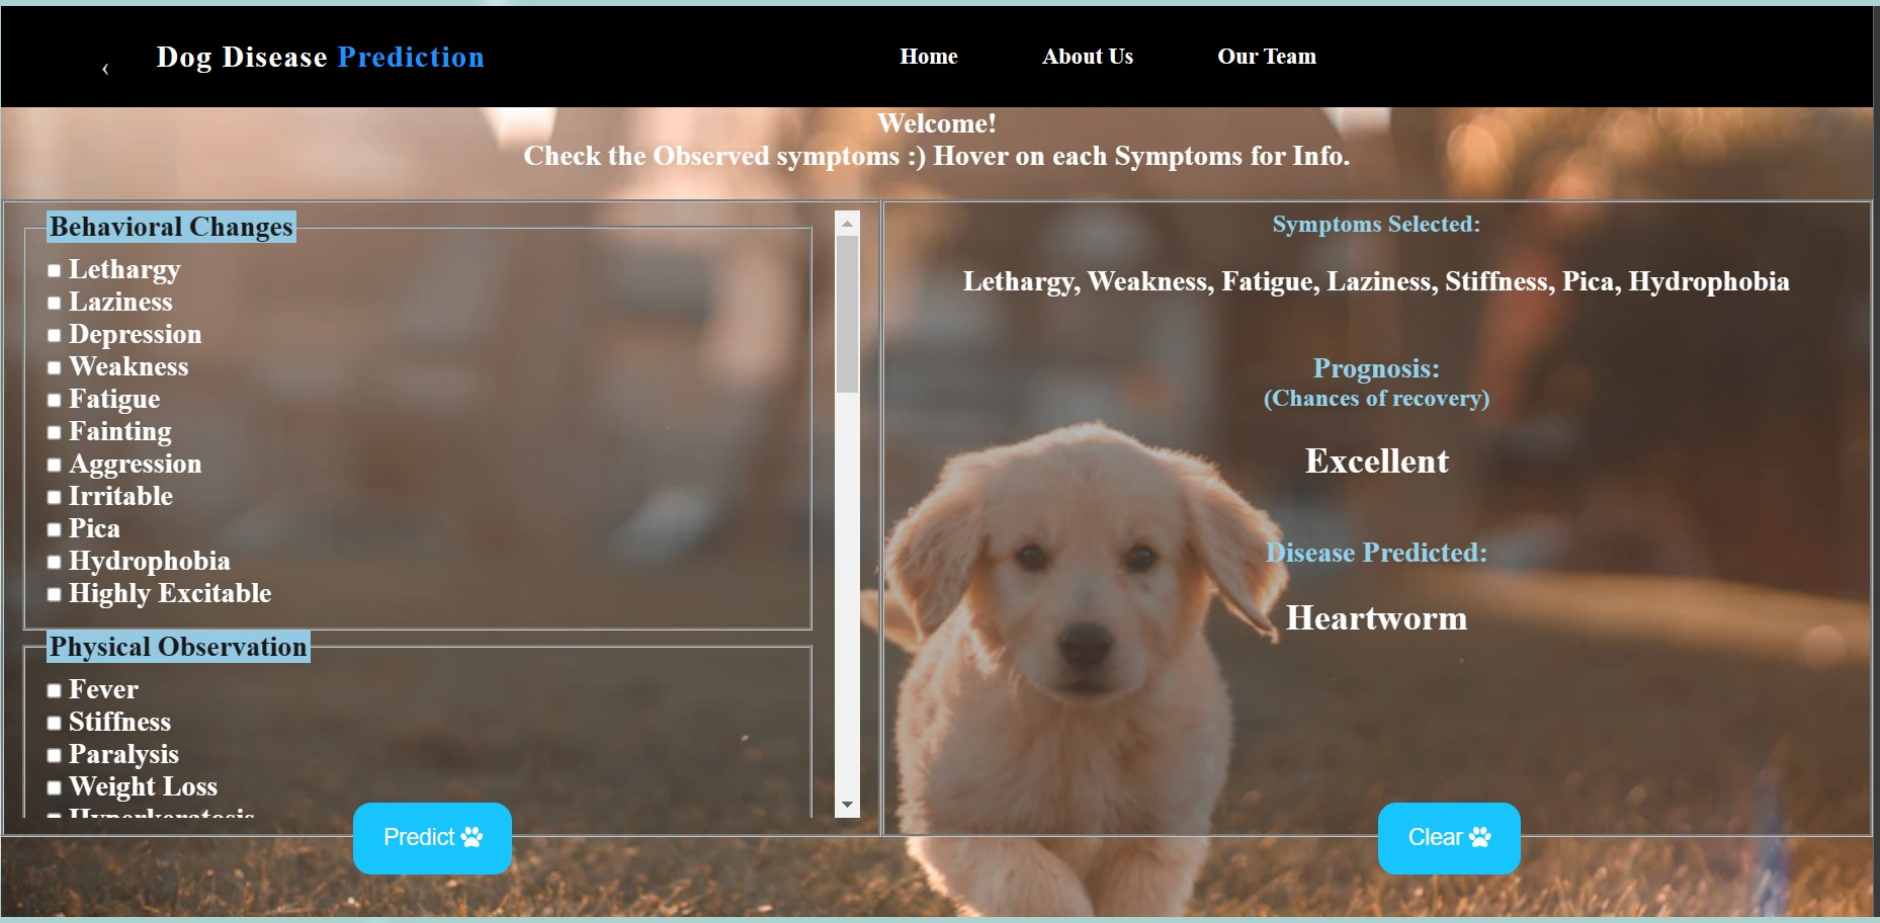 Dog Disease Prediction
Home
About Us
Our Team
Welcome!
Check the Observed symptoms :) Hover on each Symptoms for Info.
Behavioral Changes
Lethargy
Laziness
Depression
Weakness
Fatigue
Fainting
Aggression
Irritable
Pica
Hydrophobia
Highly Excitable
Physical Observation
Fever
Stiffness
Paralysis
Weight Loss
Hyperkeratosis
Predict
Symptoms Selected:
Lethargy, Weakness, Fatigue, Laziness, Stiffness, Pica, Hydrophobia
Prognosis:
(Chances of recovery)
Excellent
Disease Predicted:
Heartworm
Clear